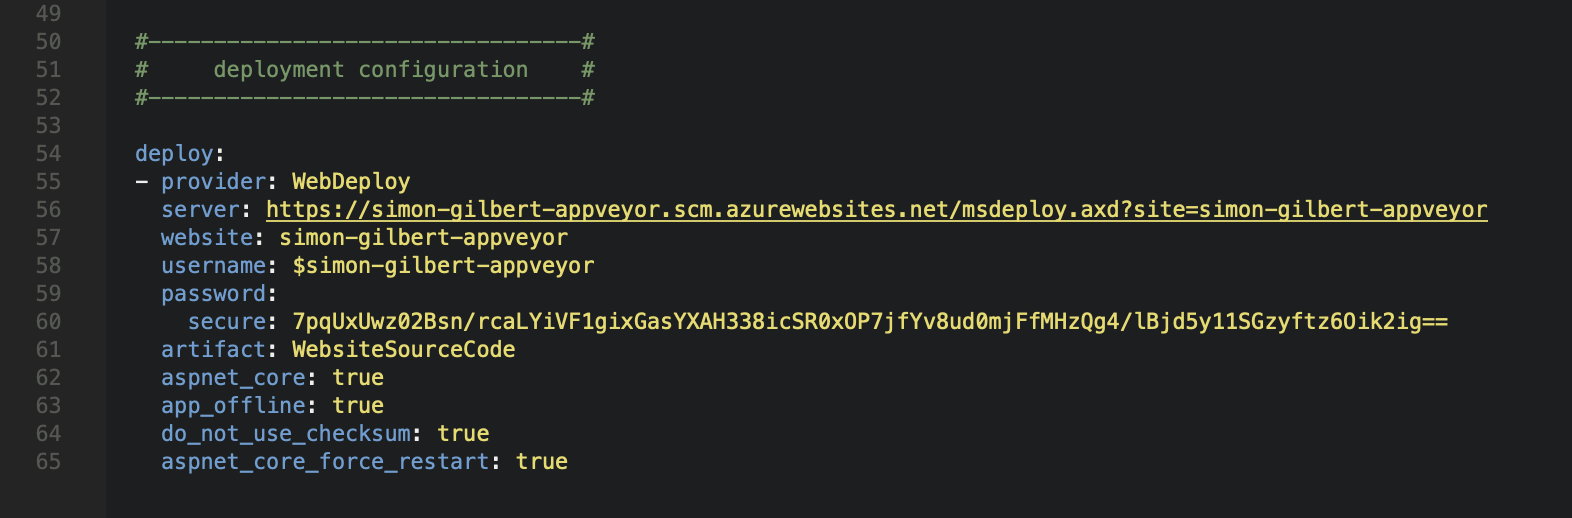 49
50 #---------------------------------#
51 #     deployment configuration    #
52 #---------------------------------#
53
54 deploy:
55 - provider: WebDeploy
56   server: https://simon-gilbert-appveyor.scm.azurewebsites.net/msdeploy.axd?site=simon-gilbert-appveyor
57   website: simon-gilbert-appveyor
58   username: $simon-gilbert-appveyor
59   password:
60     secure: 7pqUxUwz02Bsn/rcaLYiVF1gixGasYXAH338icSR0xOP7jfYv8ud0mjFfMHzQg4/lBjd5y11SGzyftz6Oik2ig==
61   artifact: WebsiteSourceCode
62   aspnet_core: true
63   app_offline: true
64   do_not_use_checksum: true
65   aspnet_core_force_restart: true